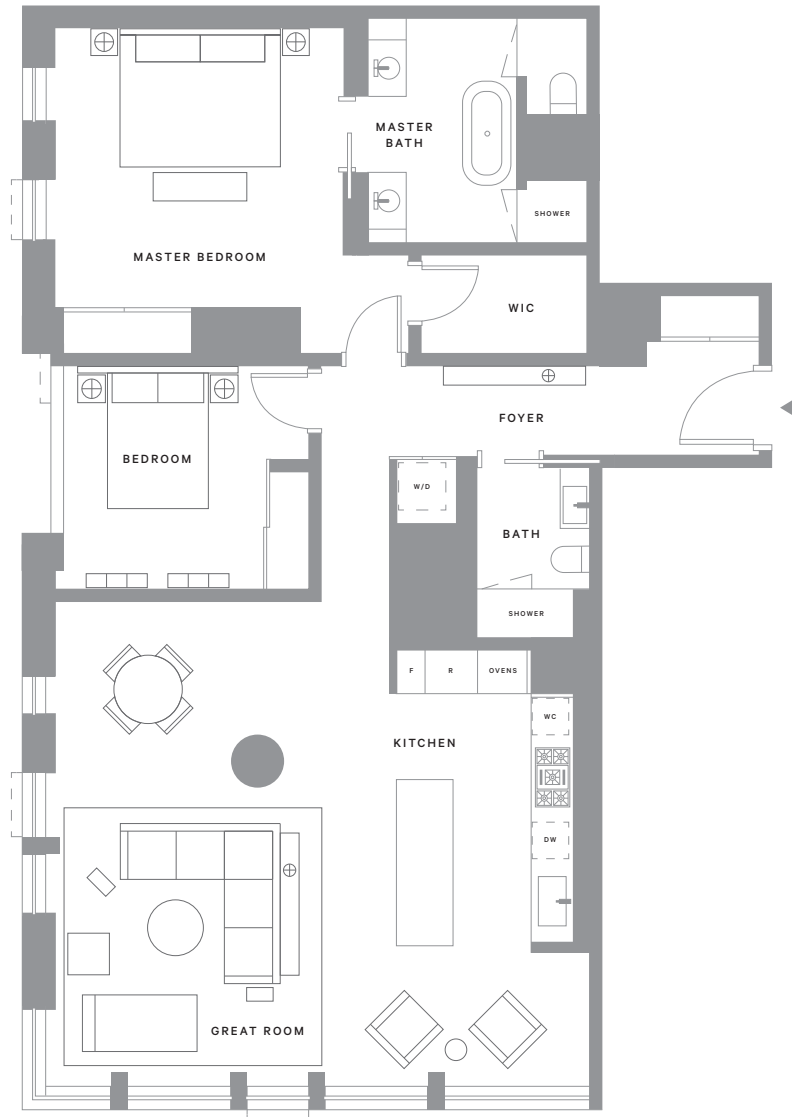 MASTER
BATH
SHOWER
MASTER BEDROOM
WIC
FOYER
BEDROOM
W/D
BATH
SHOWER
F R OVENS
WC
KITCHEN
DW
GREAT ROOM